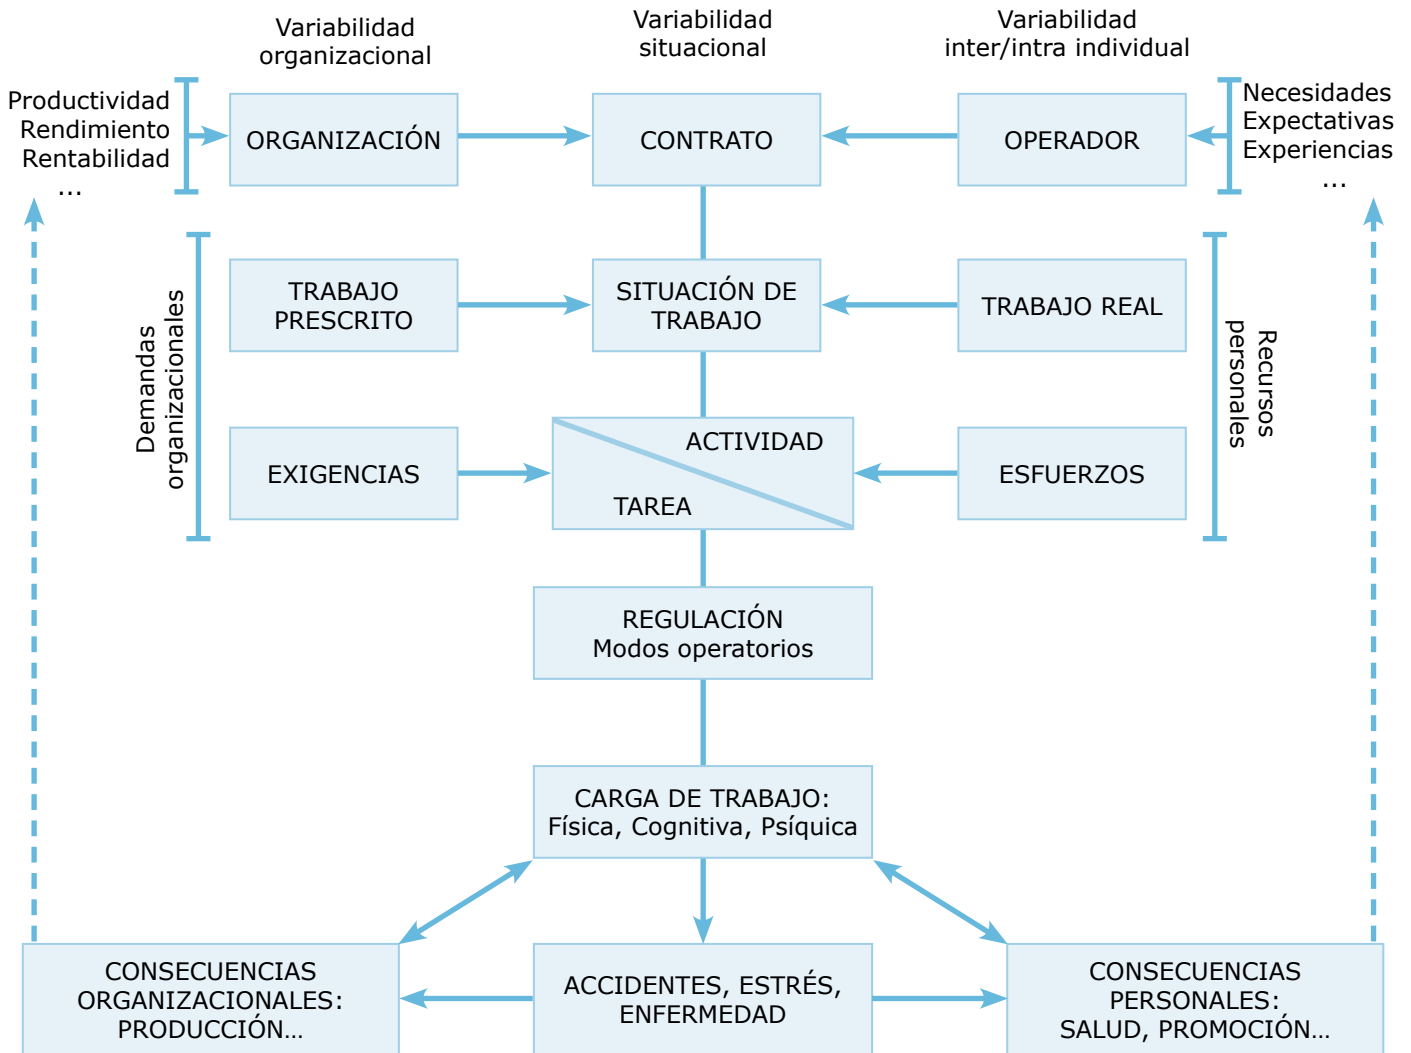 Variabilidad
organizacional
Variabilidad
situacional
Variabilidad
inter/intra individual
Productividad
Rendimiento
Rentabilidad
...
ORGANIZACIÓN
CONTRATO
OPERADOR
Necesidades
Expectativas
Experiencias
...
Demandas
organizacionales
TRABAJO
PRESCRITO
SITUACIÓN DE
TRABAJO
TRABAJO REAL
Recursos
personales
EXIGENCIAS
ACTIVIDAD
TAREA
ESFUERZOS
REGULACIÓN
Modos operatorios
CARGA DE TRABAJO:
Física, Cognitiva, Psíquica
CONSECUENCIAS
ORGANIZACIONALES:
PRODUCCIÓN...
ACCIDENTES, ESTRÉS,
ENFERMEDAD
CONSECUENCIAS
PERSONALES:
SALUD, PROMOCIÓN...